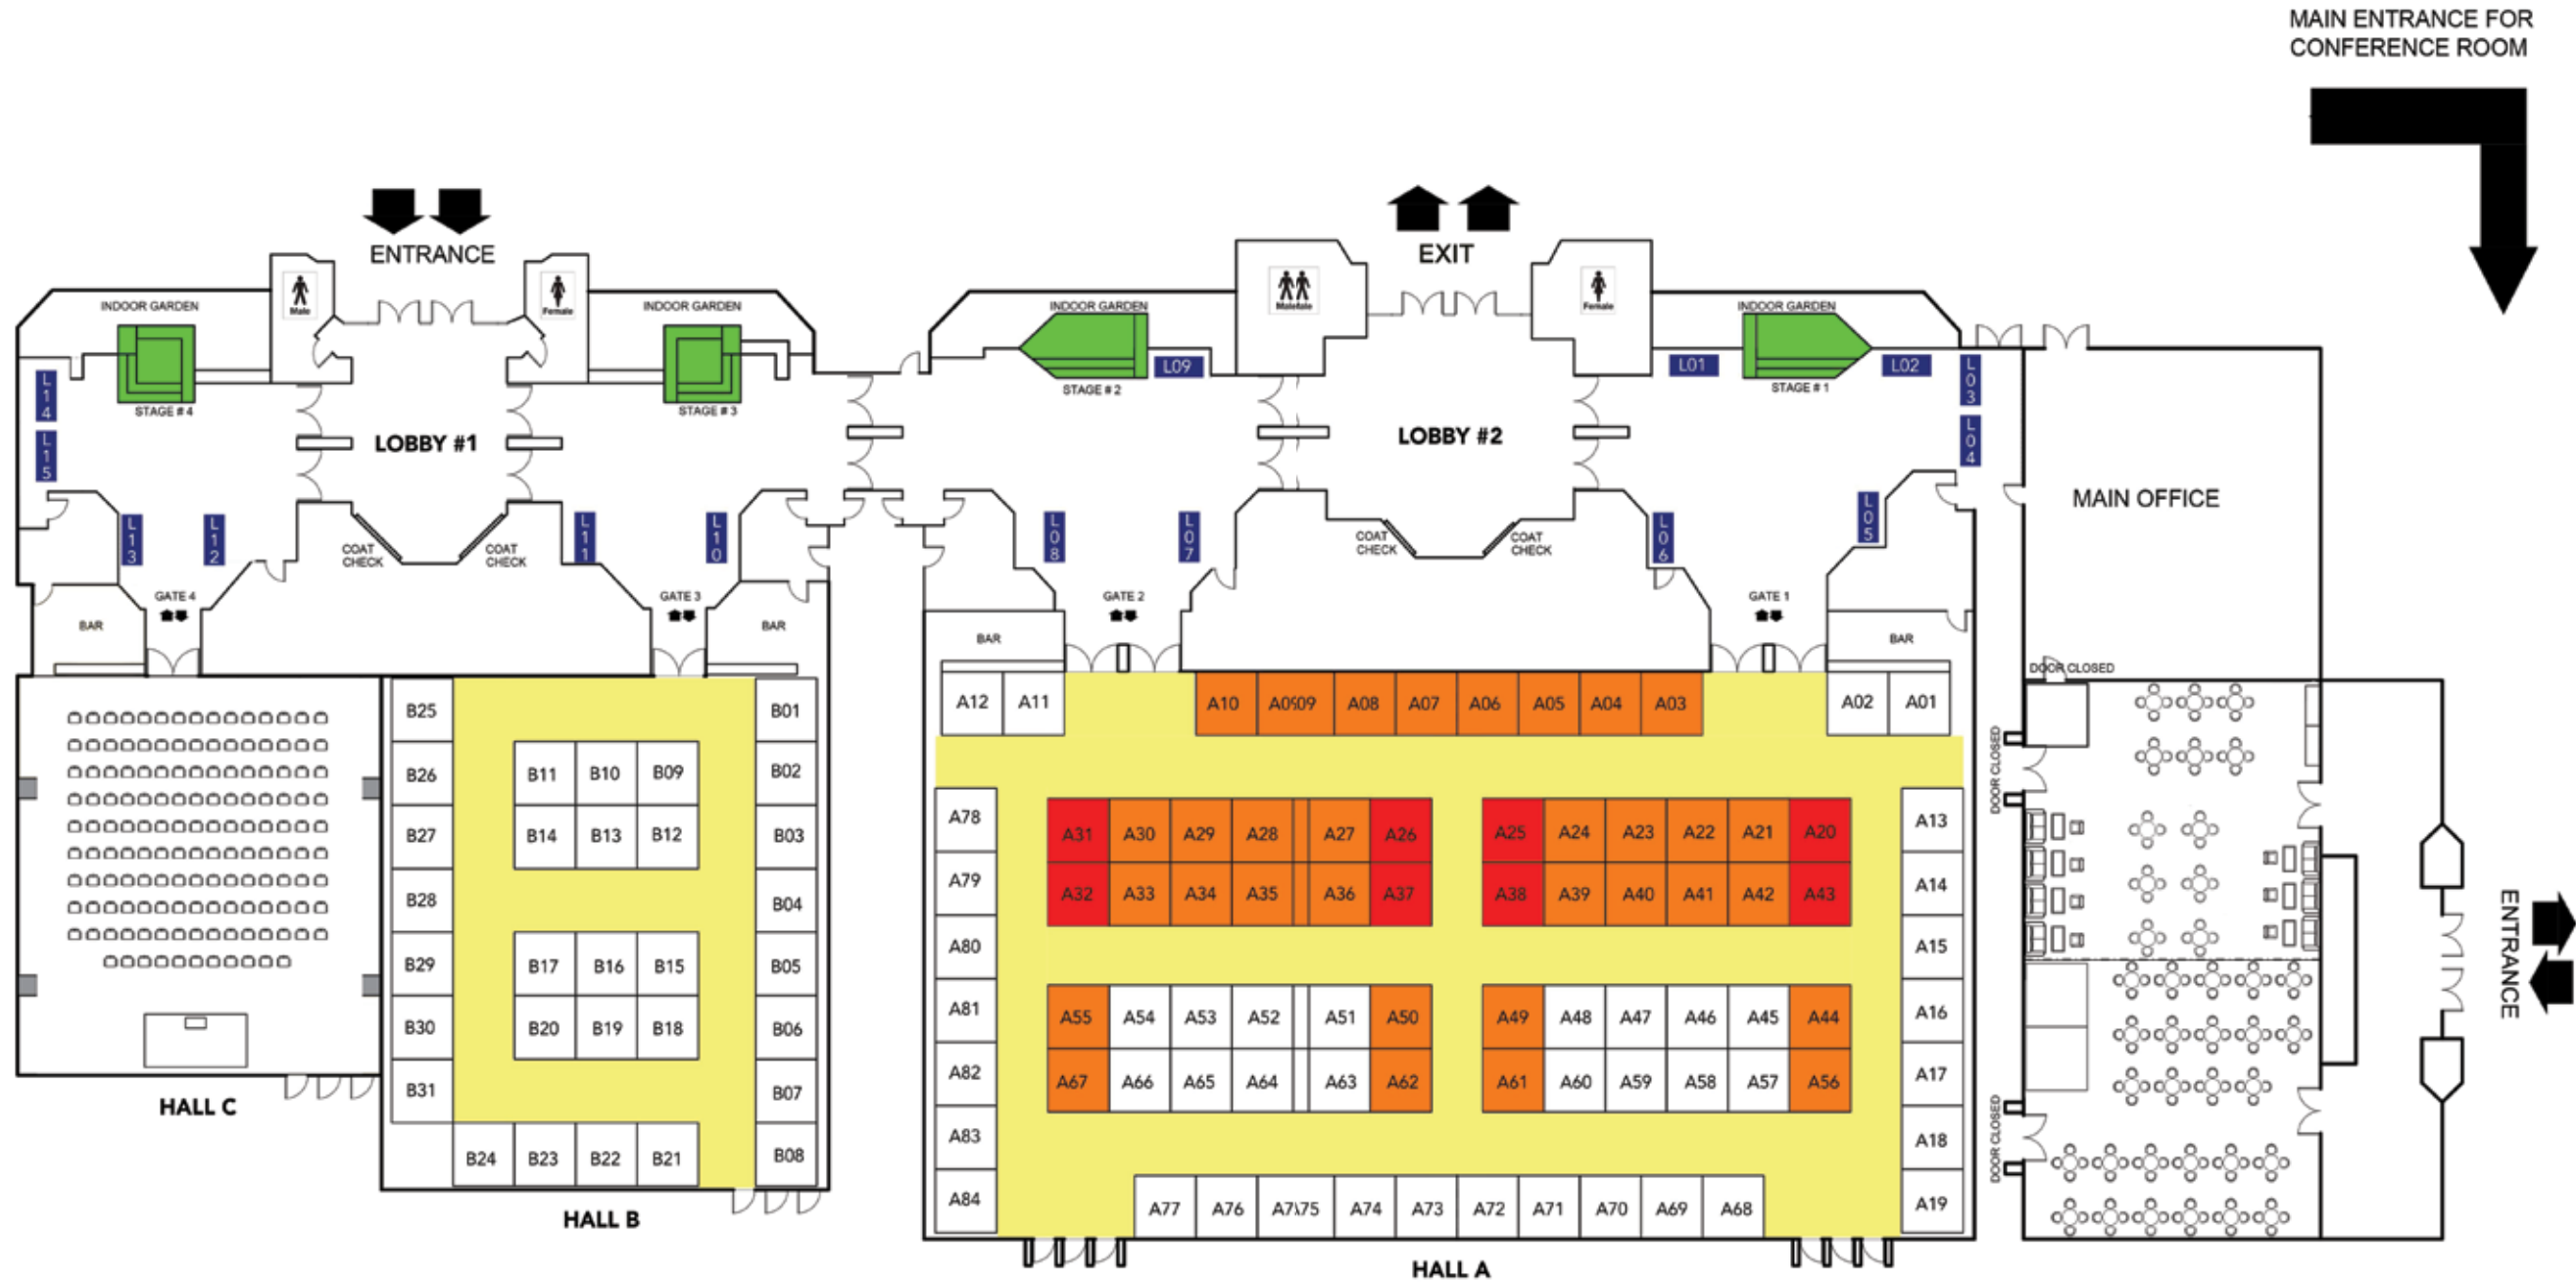 MAIN ENTRANCE FOR
CONFERENCE ROOM
ENTRANCE
EXIT
Male
Female
Malelale
Female
INDOOR GARDEN
INDOOR GARDEN
INDOOR GARDEN
INDOOR GARDEN
STAGE # 4
STAGE # 3
STAGE # 2
STAGE # 1
L09
L01
L02
L03
L04
L14
L15
LOBBY #1
LOBBY #2
MAIN OFFICE
L13
L12
L11
L10
L08
L07
L06
L05
COAT
CHECK
COAT
CHECK
COAT
CHECK
COAT
CHECK
GATE 4
GATE 3
GATE 2
GATE 1
BAR
BAR
BAR
BAR
DOOR CLOSED
DOOR CLOSED
DOOR CLOSED
ENTRANCE
B25
B26
B27
B28
B29
B30
B31
B11 B10 B09
B14 B13 B12
B17 B16 B15
B20 B19 B18
B24 B23 B22 B21
B01
B02
B03
B04
B05
B06
B07
B08
HALL C
HALL B
A12 A11
A10 A0909 A08 A07 A06 A05 A04 A03
A02 A01
A78
A79
A80
A81
A82
A83
A84
A31 A30 A29 A28 A27 A26
A32 A33 A34 A35 A36 A37
A25 A24 A23 A22 A21 A20
A38 A39 A40 A41 A42 A43
A55 A54 A53 A52 A51 A50
A67 A66 A65 A64 A63 A62
A49 A48 A47 A46 A45 A44
A61 A60 A59 A58 A57 A56
A13
A14
A15
A16
A17
A18
A19
A77 A76 A7\75 A74 A73 A72 A71 A70 A69 A68
HALL A